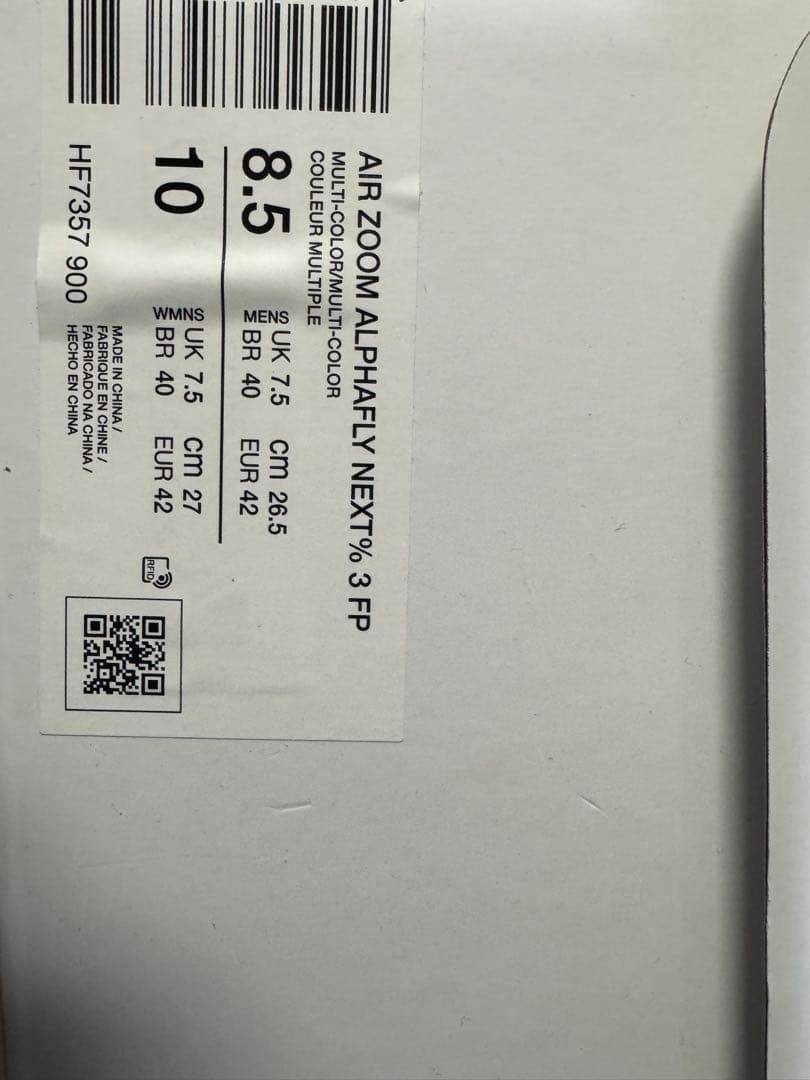 AIR ZOOM ALPHAFLY NEXT% 3 FP
MULTI-COLOR/MULTI-COLOR
COULEUR MULTIPLE
8.5 MENS UK 7.5 cm 26.5
BR 40 EUR 42
10 WMNS UK 7.5 cm 27
BR 40 EUR 42
HF7357 900
MADE IN CHINA /
FABRIQUE EN CHINE /
FABRICADO NA CHINA /
HECHO EN CHINA
RFID